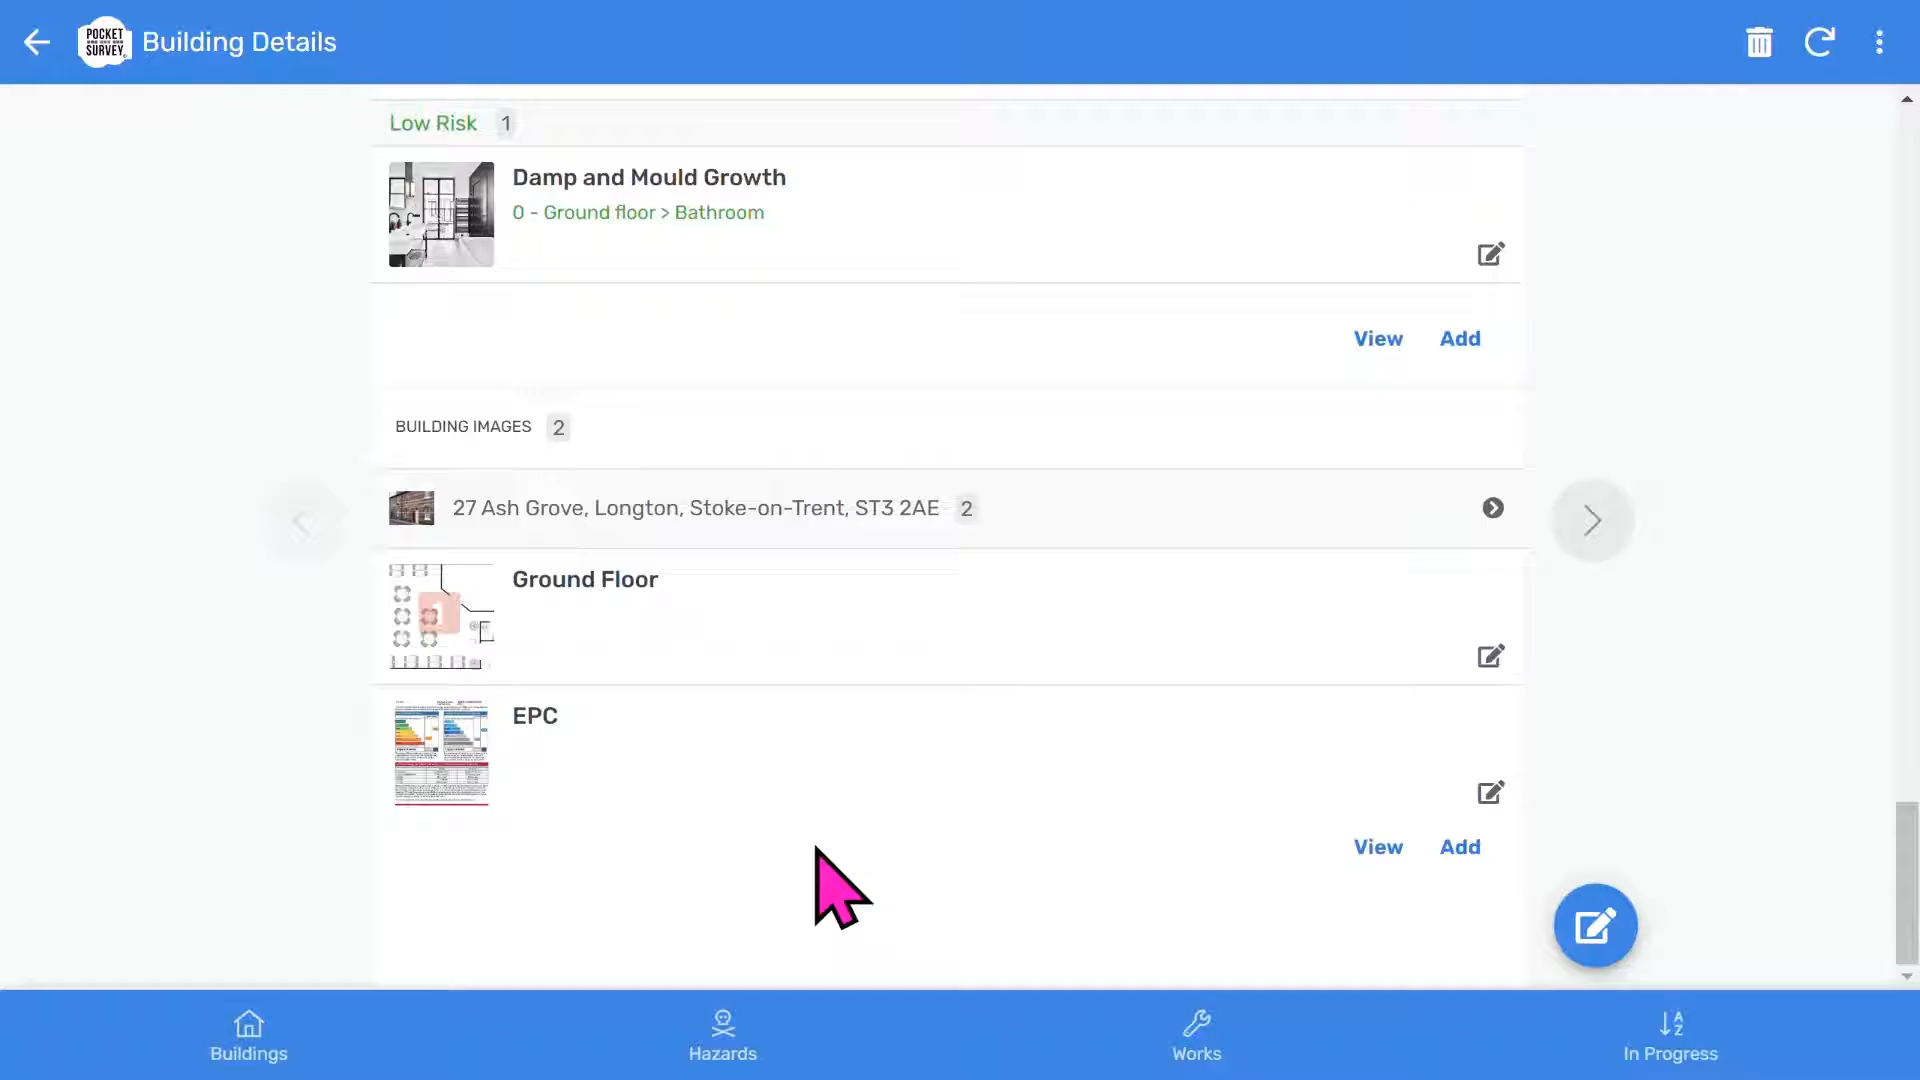 POCKET
SURVEY
Building Details
Low Risk 1
Damp and Mould Growth
0 - Ground floor > Bathroom
View Add
BUILDING IMAGES 2
27 Ash Grove, Longton, Stoke-on-Trent, ST3 2AE 2
Ground Floor
1
EPC
View Add
Buildings
Hazards
Works
In Progress